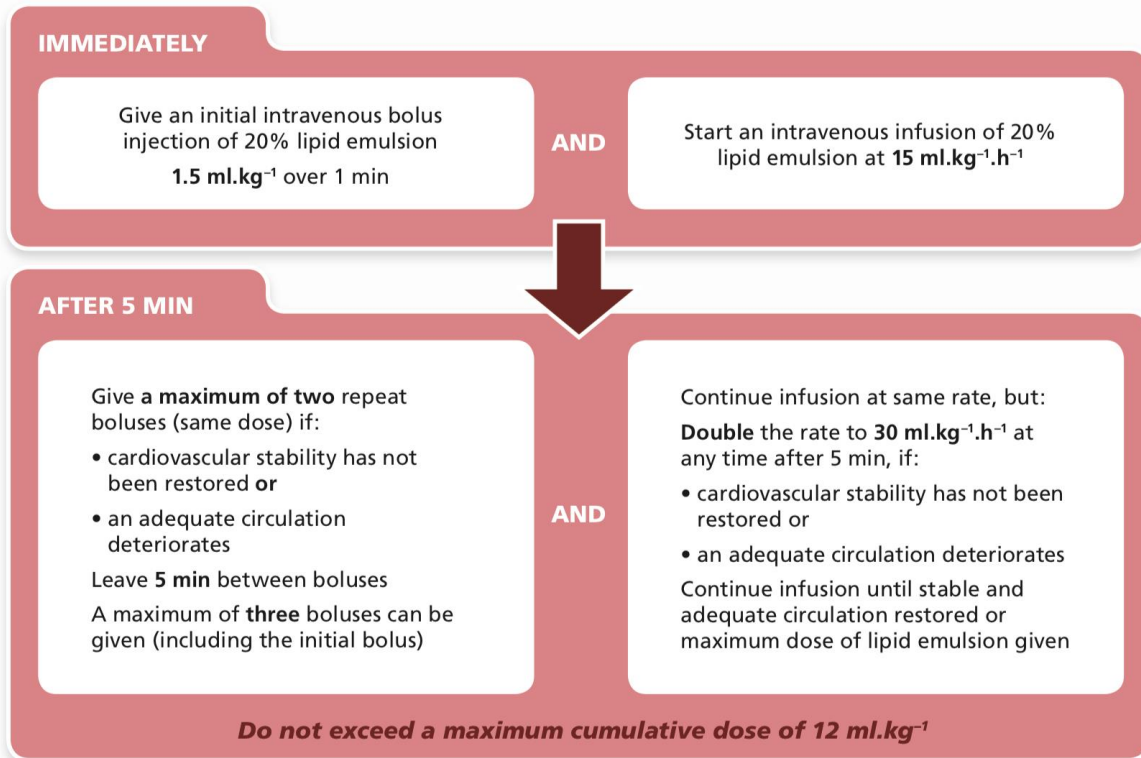 IMMEDIATELY
Give an initial intravenous bolus
injection of 20% lipid emulsion
1.5 ml.kg⁻¹ over 1 min
AND
Start an intravenous infusion of 20%
lipid emulsion at 15 ml.kg⁻¹.h⁻¹
AFTER 5 MIN
Give a maximum of two repeat
boluses (same dose) if:
• cardiovascular stability has not
been restored or
• an adequate circulation
deteriorates
Leave 5 min between boluses
A maximum of three boluses can be
given (including the initial bolus)
AND
Continue infusion at same rate, but:
Double the rate to 30 ml.kg⁻¹.h⁻¹ at
any time after 5 min, if:
• cardiovascular stability has not been
restored or
• an adequate circulation deteriorates
Continue infusion until stable and
adequate circulation restored or
maximum dose of lipid emulsion given
Do not exceed a maximum cumulative dose of 12 ml.kg⁻¹